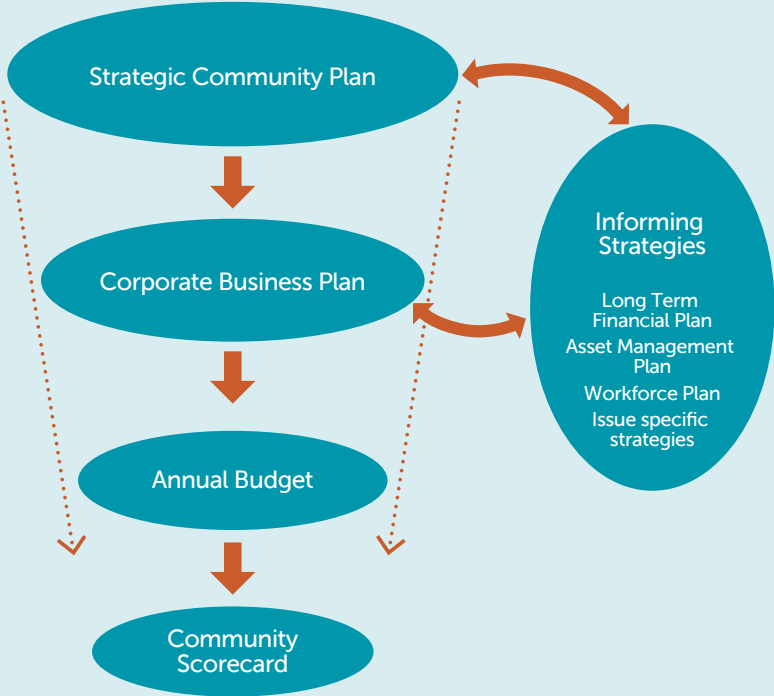 Strategic Community Plan
Corporate Business Plan
Annual Budget
Community
Scorecard
Informing
Strategies
Long Term
Financial Plan
Asset Management
Plan
Workforce Plan
Issue specific
strategies